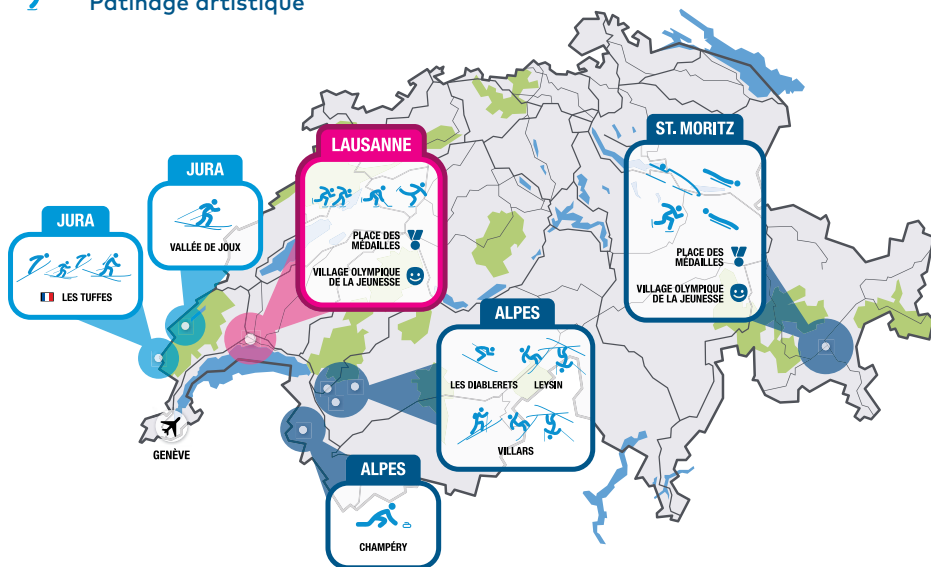 Patinage artistique
LAUSANNE
PLACE DES
MÉDAILLES
VILLAGE OLYMPIQUE
DE LA JEUNESSE
ST. MORITZ
PLACE DES
MÉDAILLES
VILLAGE OLYMPIQUE
DE LA JEUNESSE
JURA
VALLÉE DE JOUX
JURA
LES TUFFES
ALPES
LES DIABLERETS
LEYSIN
VILLARS
GENÈVE
ALPES
CHAMPÉRY